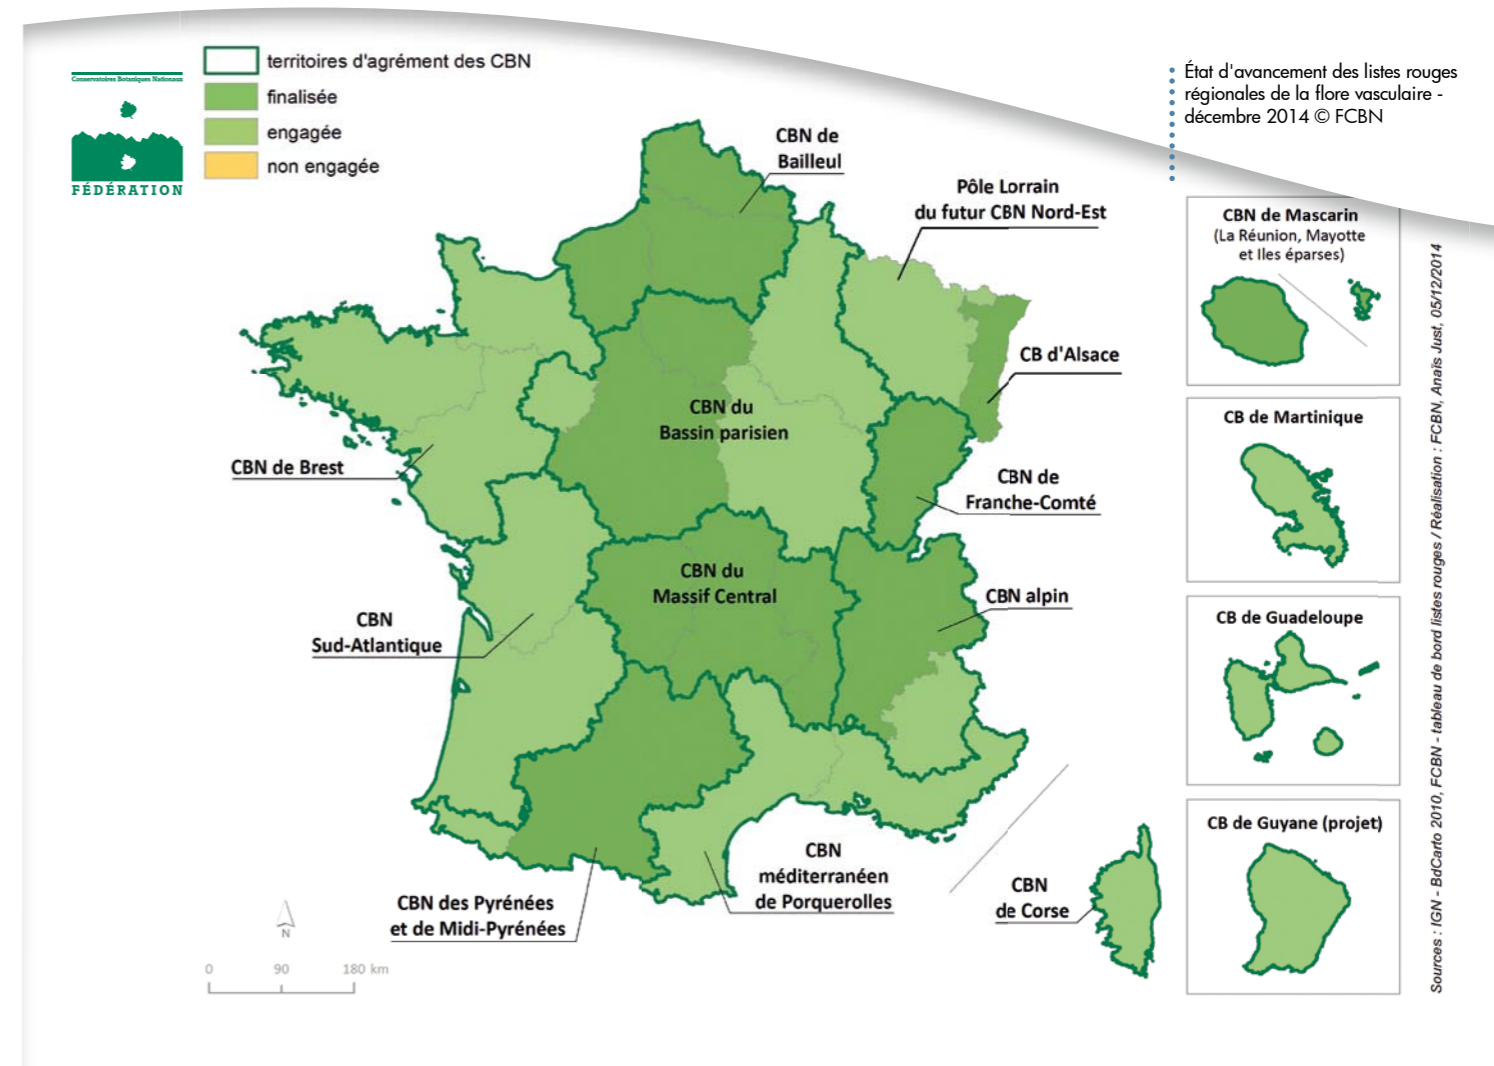 Conservatoires Botaniques Nationaux
FÉDÉRATION
territoires d'agrément des CBN
finalisée
engagée
non engagée
État d'avancement des listes rouges
régionales de la flore vasculaire -
décembre 2014 © FCBN
CBN de
Bailleul
Pôle Lorrain
du futur CBN Nord-Est
CB d'Alsace
CBN du
Bassin parisien
CBN de Brest
CBN de
Franche-Comté
CBN du
Massif Central
CBN alpin
CBN
Sud-Atlantique
CBN des Pyrénées
et de Midi-Pyrénées
CBN
méditerranéen
de Porquerolles
CBN
de Corse
CBN de Mascarin
(La Réunion, Mayotte
et Iles éparses)
CB de Martinique
CB de Guadeloupe
CB de Guyane (projet)
N
0 90 180 km
Sources : IGN - BdCarto 2010, FCBN - tableau de bord listes rouges / Réalisation : FCBN, Anaïs Just, 05/12/2014